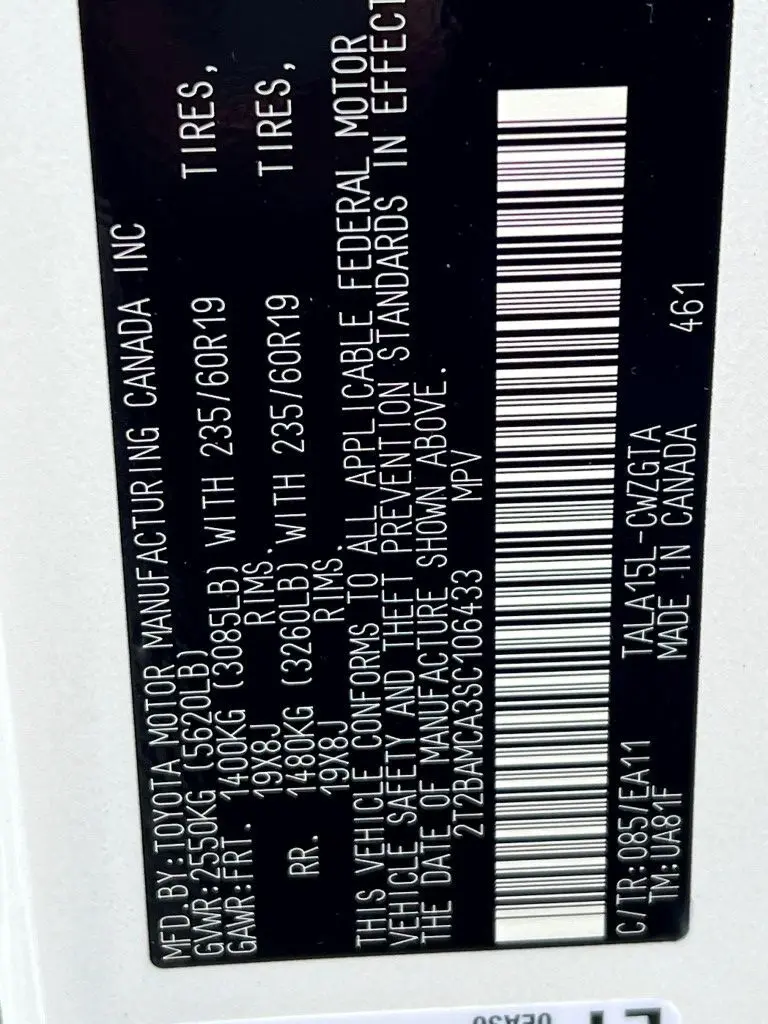 MFD.BY:TOYOTA MOTOR MANUFACTURING CANADA INC
GVWR:2550KG (5620LB)
GAWR:FRT. 1400KG (3085LB) WITH 235/60R19 TIRES,
19X8J RIMS.
RR. 1480KG (3260LB) WITH 235/60R19 TIRES,
19X8J RIMS.
THIS VEHICLE CONFORMS TO ALL APPLICABLE FEDERAL MOTOR
VEHICLE SAFETY AND THEFT PREVENTION STANDARDS IN EFFECT
THE DATE OF MANUFACTURE SHOWN ABOVE.
2T2BAMCA3SC106433 MPV
C/TR:085/EA11 TALA15L-CWZGTA
TM:UA81F MADE IN CANADA 461